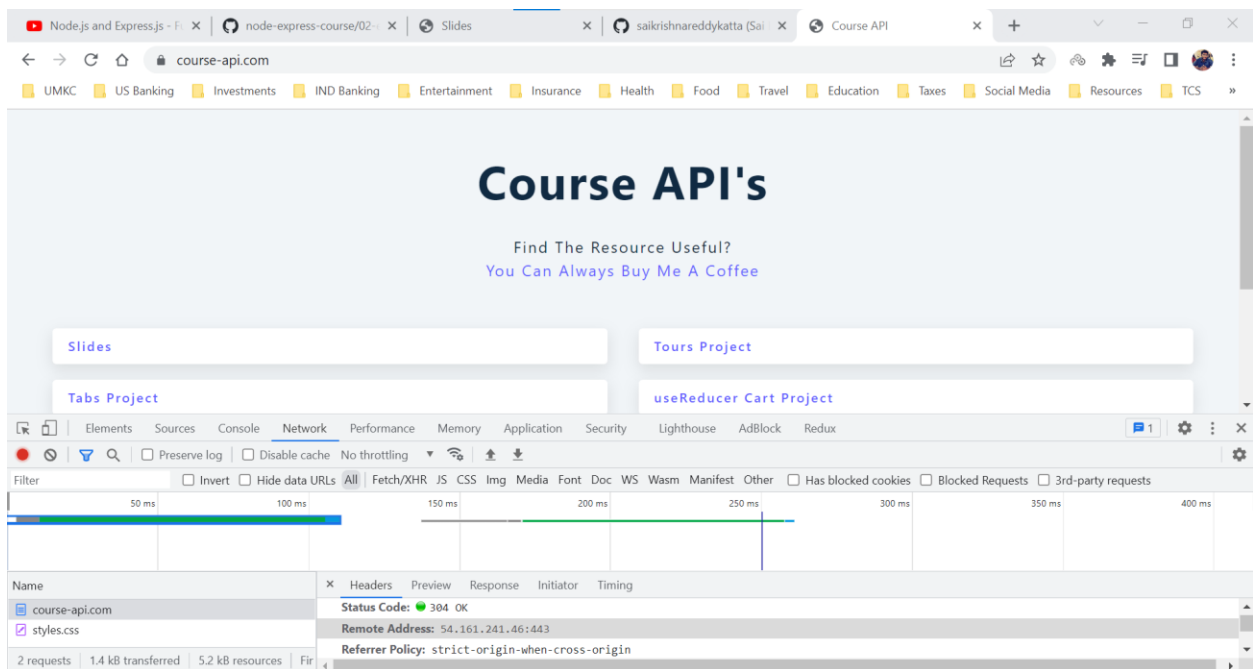 Node.js and Express.js - F
node-express-course/02-
Slides
saikrishnareddykatta (Sai
Course API
course-api.com
UMKC US Banking Investments IND Banking Entertainment Insurance Health Food Travel Education Taxes Social Media Resources TCS »
Course API's
Find The Resource Useful?
You Can Always Buy Me A Coffee
Slides Tours Project
Tabs Project useReducer Cart Project
Elements Sources Console Network Performance Memory Application Security Lighthouse AdBlock Redux 1
Preserve log Disable cache No throttling
Filter Invert Hide data URLs All Fetch/XHR JS CSS Img Media Font Doc WS Wasm Manifest Other Has blocked cookies Blocked Requests 3rd-party requests
50 ms 100 ms 150 ms 200 ms 250 ms 300 ms 350 ms 400 ms
Name Headers Preview Response Initiator Timing
course-api.com Status Code: 304 OK
styles.css Remote Address: 54.161.241.46:443
2 requests 1.4 kB transferred 5.2 kB resources Fir Referrer Policy: strict-origin-when-cross-origin